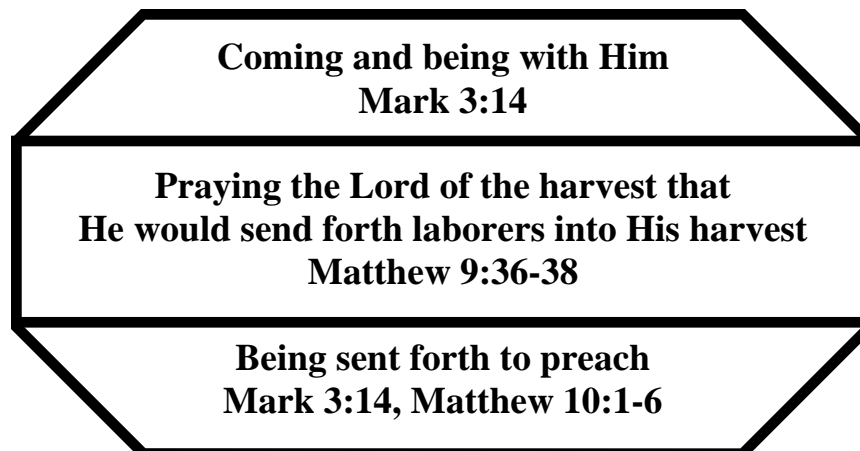 Coming and being with Him
Mark 3:14
Praying the Lord of the harvest that
He would send forth laborers into His harvest
Matthew 9:36-38
Being sent forth to preach
Mark 3:14, Matthew 10:1-6